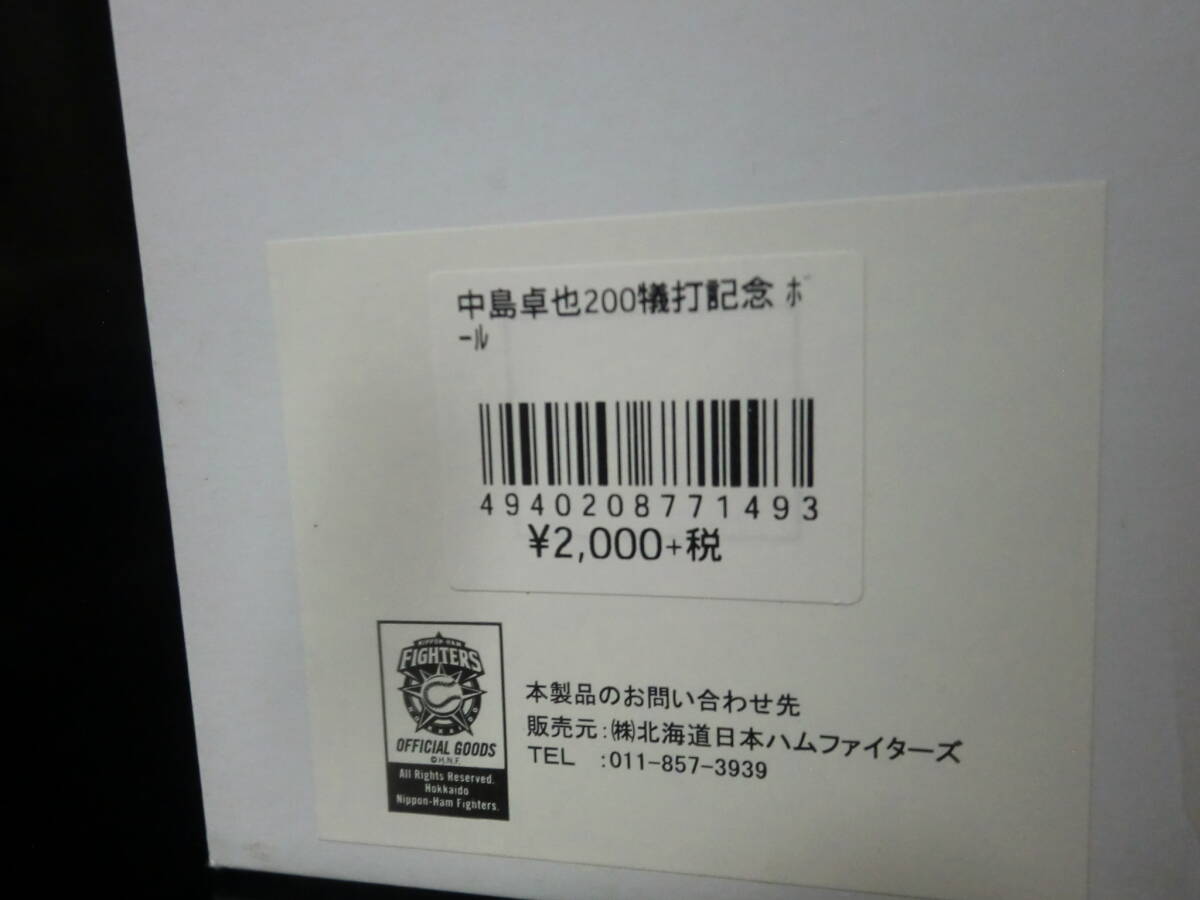 中島卓也200犠打記念 ﾎﾞ
ｰﾙ
4940208771493
¥2,000+税
NIPPON-HAM
FIGHTERS
HOKKAIDO
OFFICIAL GOODS
©H.N.F.
All Rights Reserved.
Hokkaido
Nippon-Ham Fighters.
本製品のお問い合わせ先
販売元:㈱北海道日本ハムファイターズ
TEL :011-857-3939